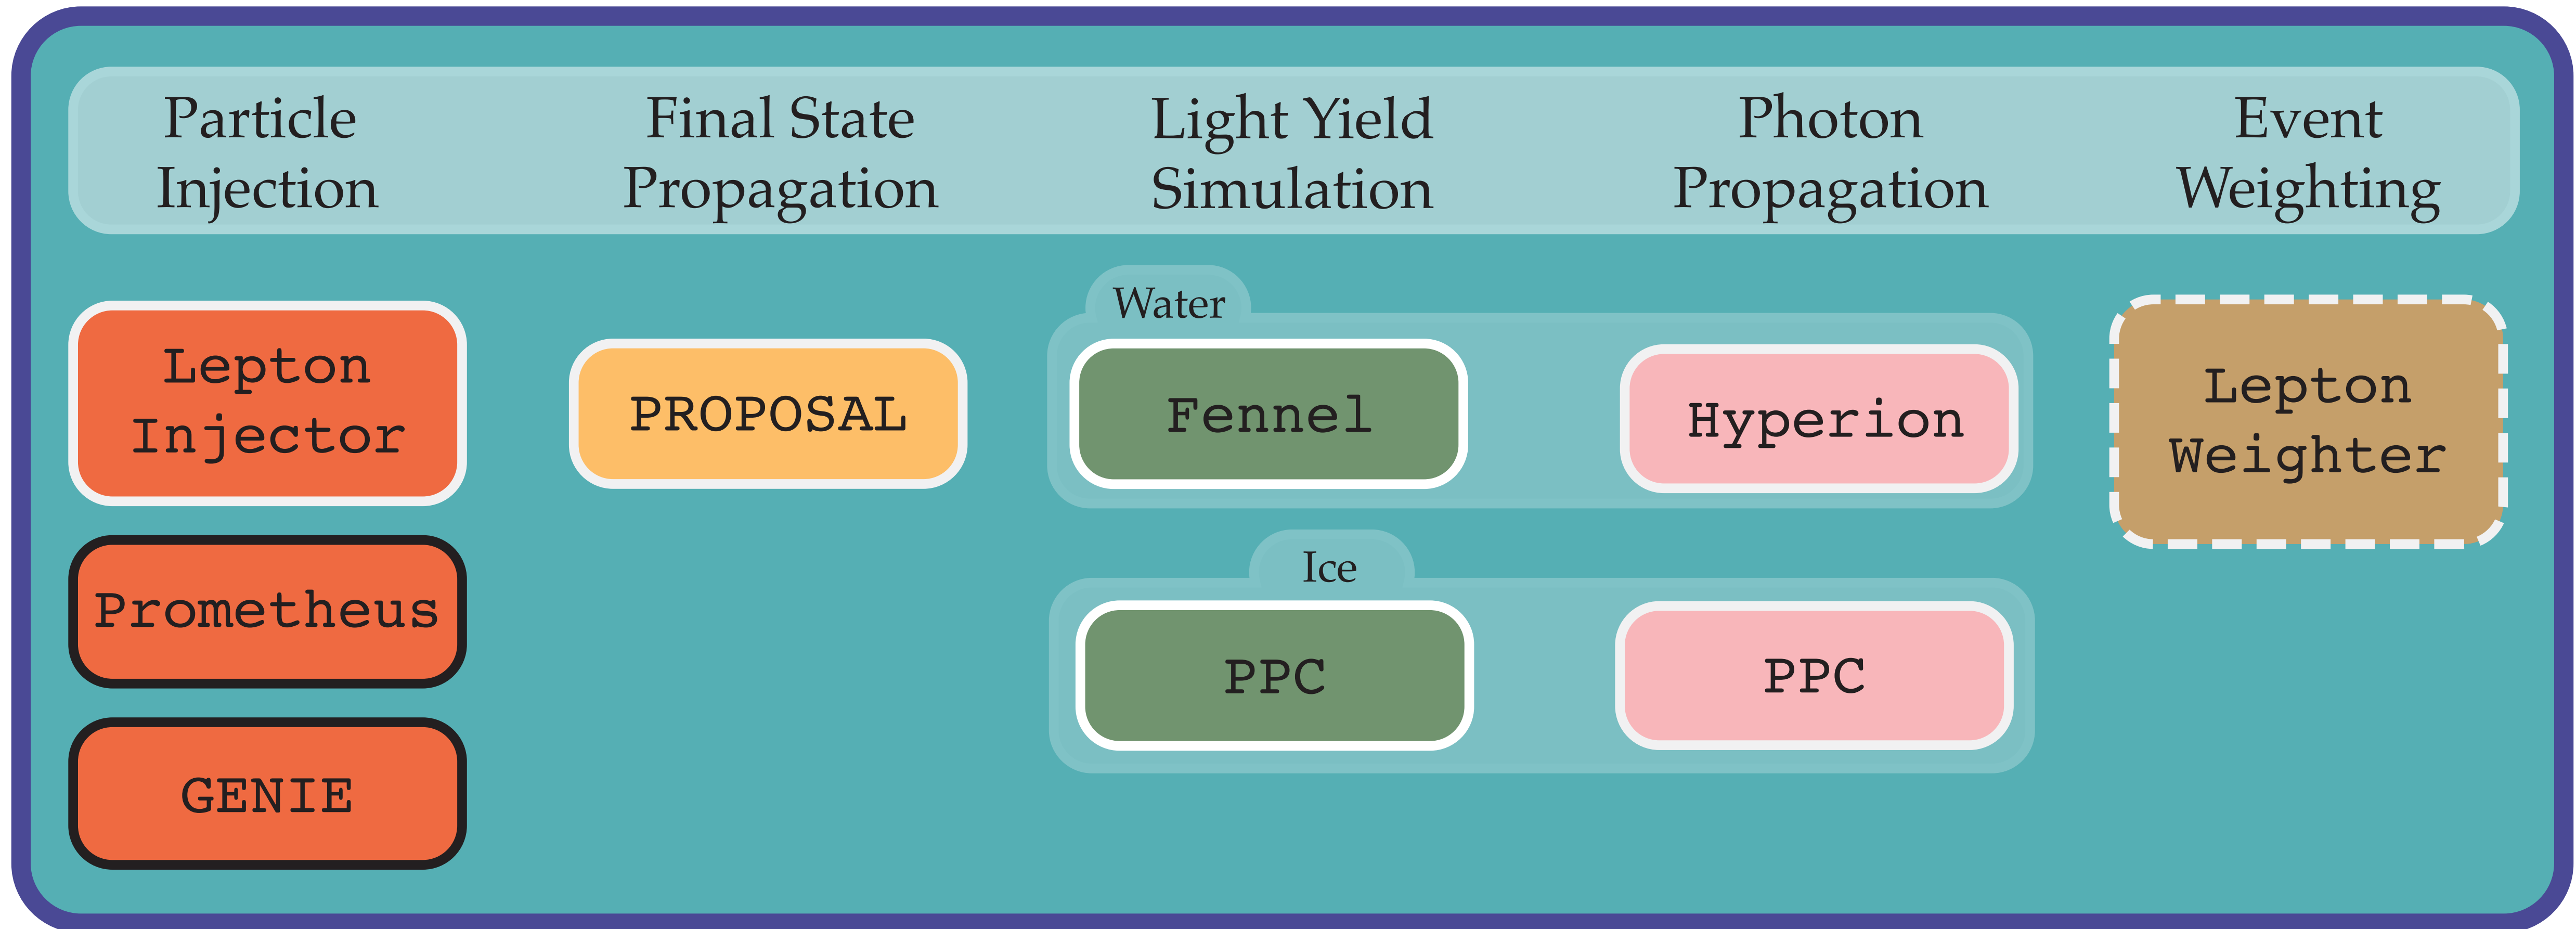 Particle
Injection
Final State
Propagation
Light Yield
Simulation
Photon
Propagation
Event
Weighting
Lepton
Injector
Prometheus
GENIE
PROPOSAL
Water
Fennel
Hyperion
Ice
PPC
PPC
Lepton
Weighter